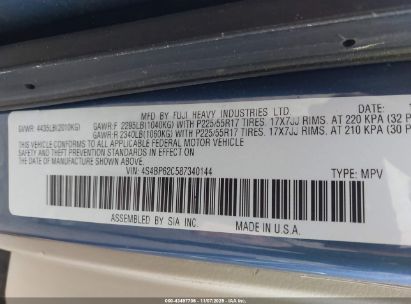 MFD. BY FUJI HEAVY INDUSTRIES LTD. DATE:
GVWR: 4435LB(2010KG) GAWR:F 2295LB(1040KG) WITH P225/55R17 TIRES, 17X7JJ RIMS, AT 220 KPA (32 P
GAWR:R 2340LB(1060KG) WITH P225/55R17 TIRES, 17X7JJ RIMS, AT 210 KPA (30 P
THIS VEHICLE CONFORMS TO ALL APPLICABLE FEDERAL MOTOR VEHICLE
SAFETY, BUMPER AND THEFT PREVENTION STANDARDS IN EFFECT ON
THE DATE OF MANUFACTURE SHOWN ABOVE.
VIN: 4S4BP62C587340144 TYPE: MPV
ASSEMBLED BY SIA INC. MADE IN U.S.A.